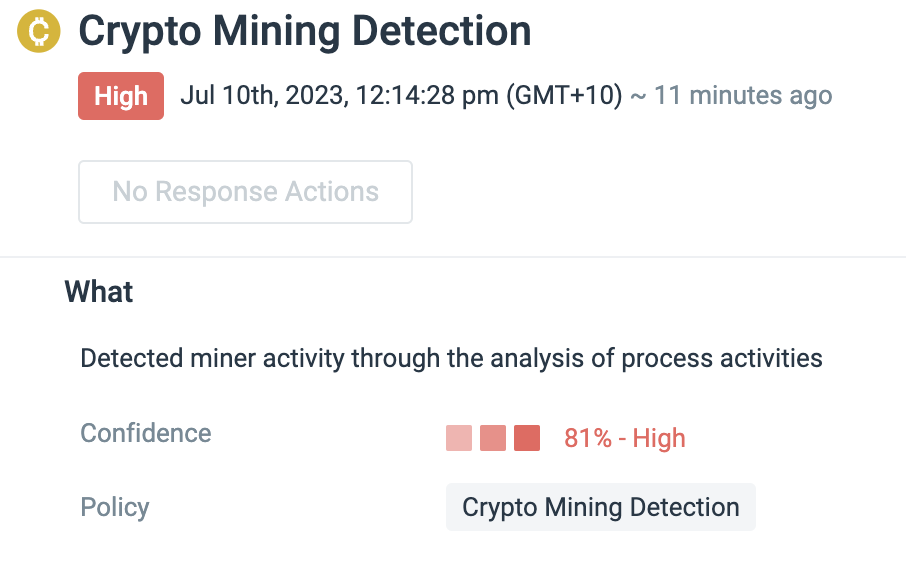 Crypto Mining Detection
High Jul 10th, 2023, 12:14:28 pm (GMT+10) ~ 11 minutes ago
No Response Actions
What
Detected miner activity through the analysis of process activities
Confidence 81% - High
Policy Crypto Mining Detection